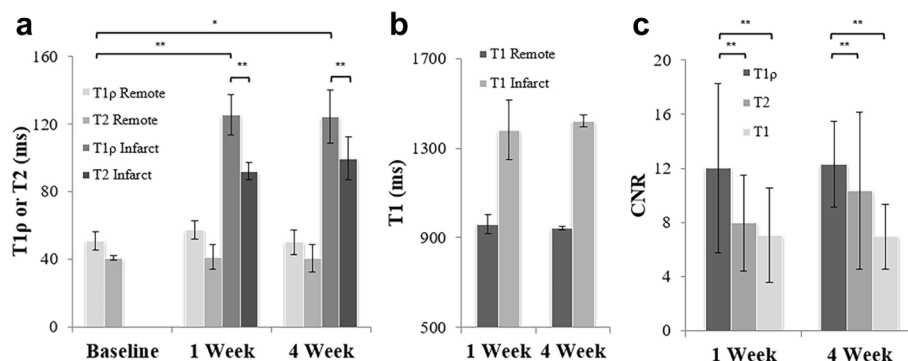 a
*
**
**
**
160
120
80
40
0
T1ρ or T2 (ms)
T1ρ Remote
T2 Remote
T1ρ Infarct
T2 Infarct
Baseline
1 Week
4 Week
b
1700
1300
900
500
T1 (ms)
T1 Remote
T1 Infarct
1 Week
4 Week
c
**
**
**
**
20
16
12
8
4
0
CNR
T1ρ
T2
T1
1 Week
4 Week